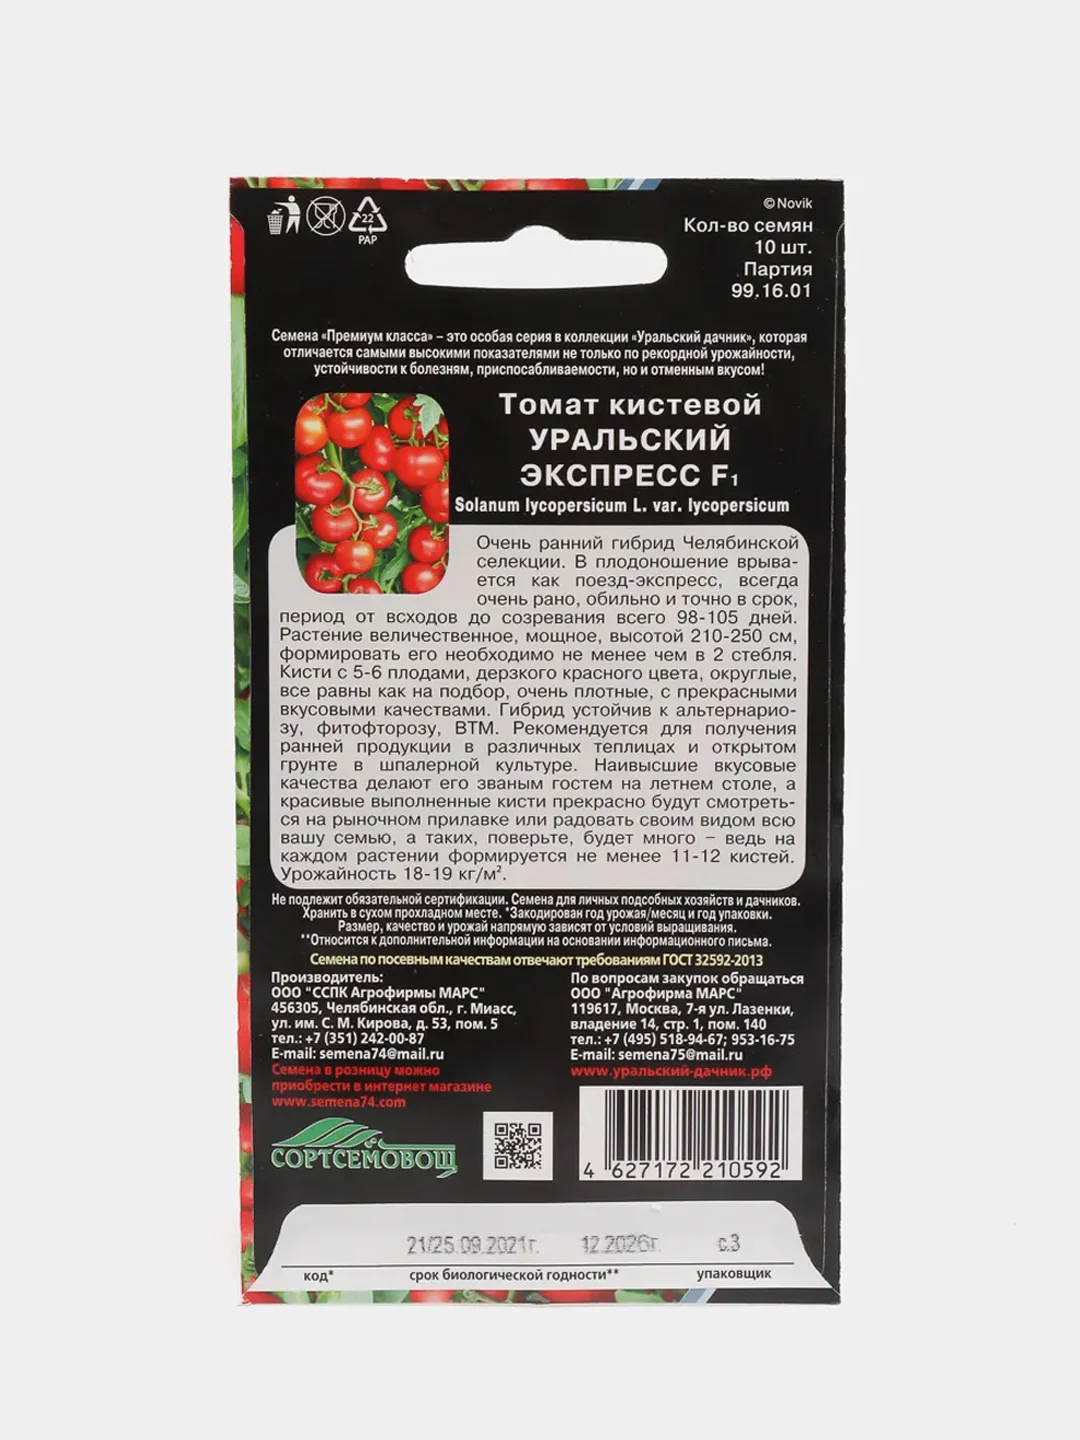 ©Novik
Кол-во семян
10 шт.
Партия
99.16.01
22
PAP
Семена «Премиум класса» – это особая серия в коллекции «Уральский дачник», которая
отличается самыми высокими показателями не только по рекордной урожайности,
устойчивости к болезням, приспосабливаемости, но и отменным вкусом!
Томат кистевой
УРАЛЬСКИЙ
ЭКСПРЕСС F1
Solanum lycopersicum L. var. lycopersicum
Очень ранний гибрид Челябинской
селекции. В плодоношение врыва-
ется как поезд-экспресс, всегда
очень рано, обильно и точно в срок,
период от всходов до созревания всего 98-105 дней.
Растение величественное, мощное, высотой 210-250 см,
формировать его необходимо не менее чем в 2 стебля.
Кисти с 5-6 плодами, дерзкого красного цвета, округлые,
все равны как на подбор, очень плотные, с прекрасными
вкусовыми качествами. Гибрид устойчив к альтернарио-
зу, фитофторозу, ВТМ. Рекомендуется для получения
ранней продукции в различных теплицах и открытом
грунте в шпалерной культуре. Наивысшие вкусовые
качества делают его званым гостем на летнем столе, а
красивые выполненные кисти прекрасно будут смотреть-
ся на рыночном прилавке или радовать своим видом всю
вашу семью, а таких, поверьте, будет много – ведь на
каждом растении формируется не менее 11-12 кистей.
Урожайность 18-19 кг/м².
Не подлежит обязательной сертификации. Семена для личных подсобных хозяйств и дачников.
Хранить в сухом прохладном месте. *Закодирован год урожая/месяц и год упаковки.
Размер, качество и урожай напрямую зависят от условий выращивания.
**Относится к дополнительной информации на основании информационного письма.
Семена по посевным качествам отвечают требованиям ГОСТ 32592-2013
Производитель:
ООО "ССПК Агрофирмы МАРС"
456305, Челябинская обл., г. Миасс,
ул. им. С. М. Кирова, д. 53, пом. 5
тел.: +7 (351) 242-00-87
E-mail: semena74@mail.ru
Семена в розницу можно
приобрести в интернет магазине
www.semena74.com
По вопросам закупок обращаться
ООО "Агрофирма МАРС"
119617, Москва, 7-я ул. Лазенки,
владение 14, стр. 1, пом. 140
тел.: +7 (495) 518-94-67; 953-16-75
E-mail: semena75@mail.ru
www.уральский-дачник.рф
СОРТСЕМОВОЩ
4 627172 210592
21/25.09.2021г. 12.2026г. с.3
код* срок биологической годности** упаковщик